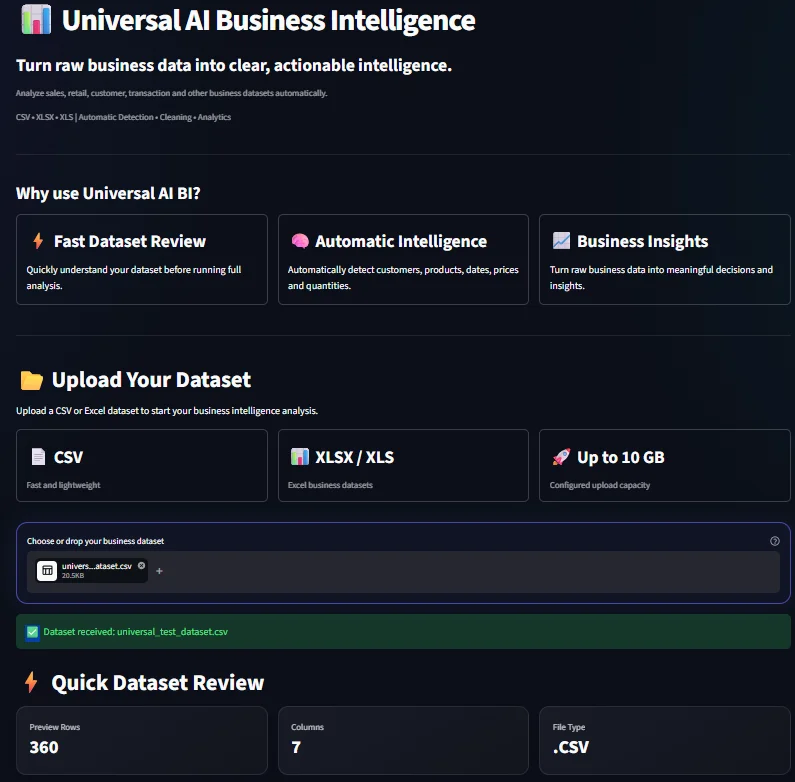 Universal AI Business Intelligence
Turn raw business data into clear, actionable intelligence.
Analyze sales, retail, customer, transaction and other business datasets automatically.
CSV • XLSX • XLS | Automatic Detection • Cleaning • Analytics
Why use Universal AI BI?
Fast Dataset Review
Quickly understand your dataset before running full
analysis.
Automatic Intelligence
Automatically detect customers, products, dates, prices
and quantities.
Business Insights
Turn raw business data into meaningful decisions and
insights.
Upload Your Dataset
Upload a CSV or Excel dataset to start your business intelligence analysis.
CSV
Fast and lightweight
XLSX / XLS
Excel business datasets
Up to 10 GB
Configured upload capacity
Choose or drop your business dataset
univers...ataset.csv
20.5KB
Dataset received: universal_test_dataset.csv
Quick Dataset Review
Preview Rows
360
Columns
7
File Type
.CSV